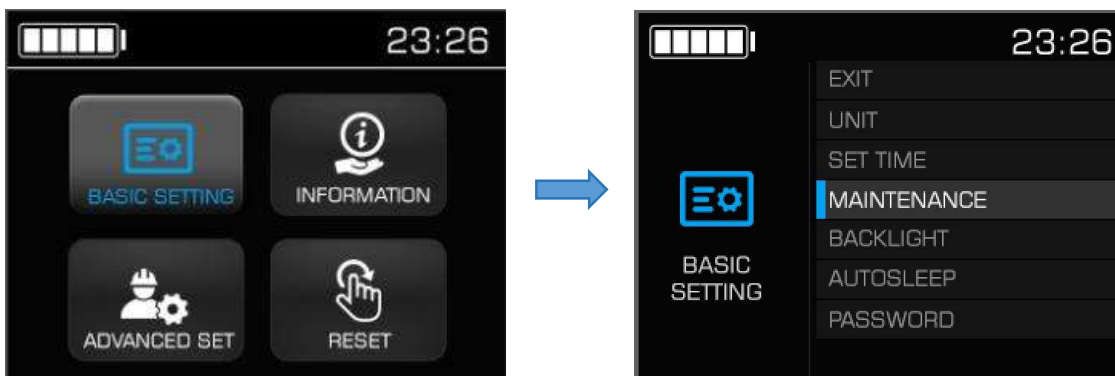 23:26
BASIC SETTING
INFORMATION
ADVANCED SET
RESET
23:26
BASIC
SETTING
EXIT
UNIT
SET TIME
MAINTENANCE
BACKLIGHT
AUTOSLEEP
PASSWORD